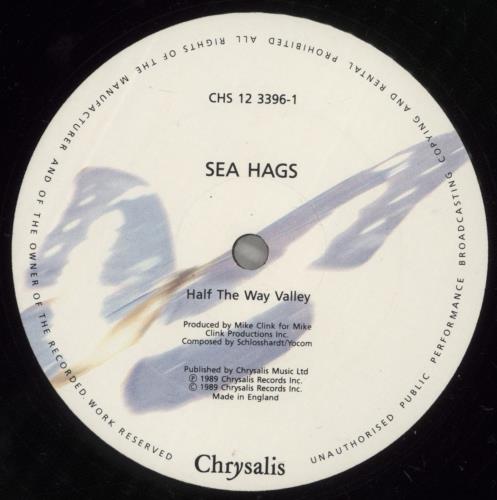 CHS 12 3396-1
SEA HAGS
Half The Way Valley
Produced by Mike Clink for Mike
Clink Productions Inc.
Composed by Schlosshardt/Yocom
Published by Chrysalis Music Ltd
Ⓟ 1989 Chrysalis Records Inc.
© 1989 Chrysalis Records Inc.
Made in England
Chrysalis
ALL RIGHTS OF THE MANUFACTURER AND OF THE OWNER OF THE RECORDED WORK RESERVED
UNAUTHORISED PUBLIC PERFORMANCE BROADCASTING COPYING AND RENTAL PROHIBITED